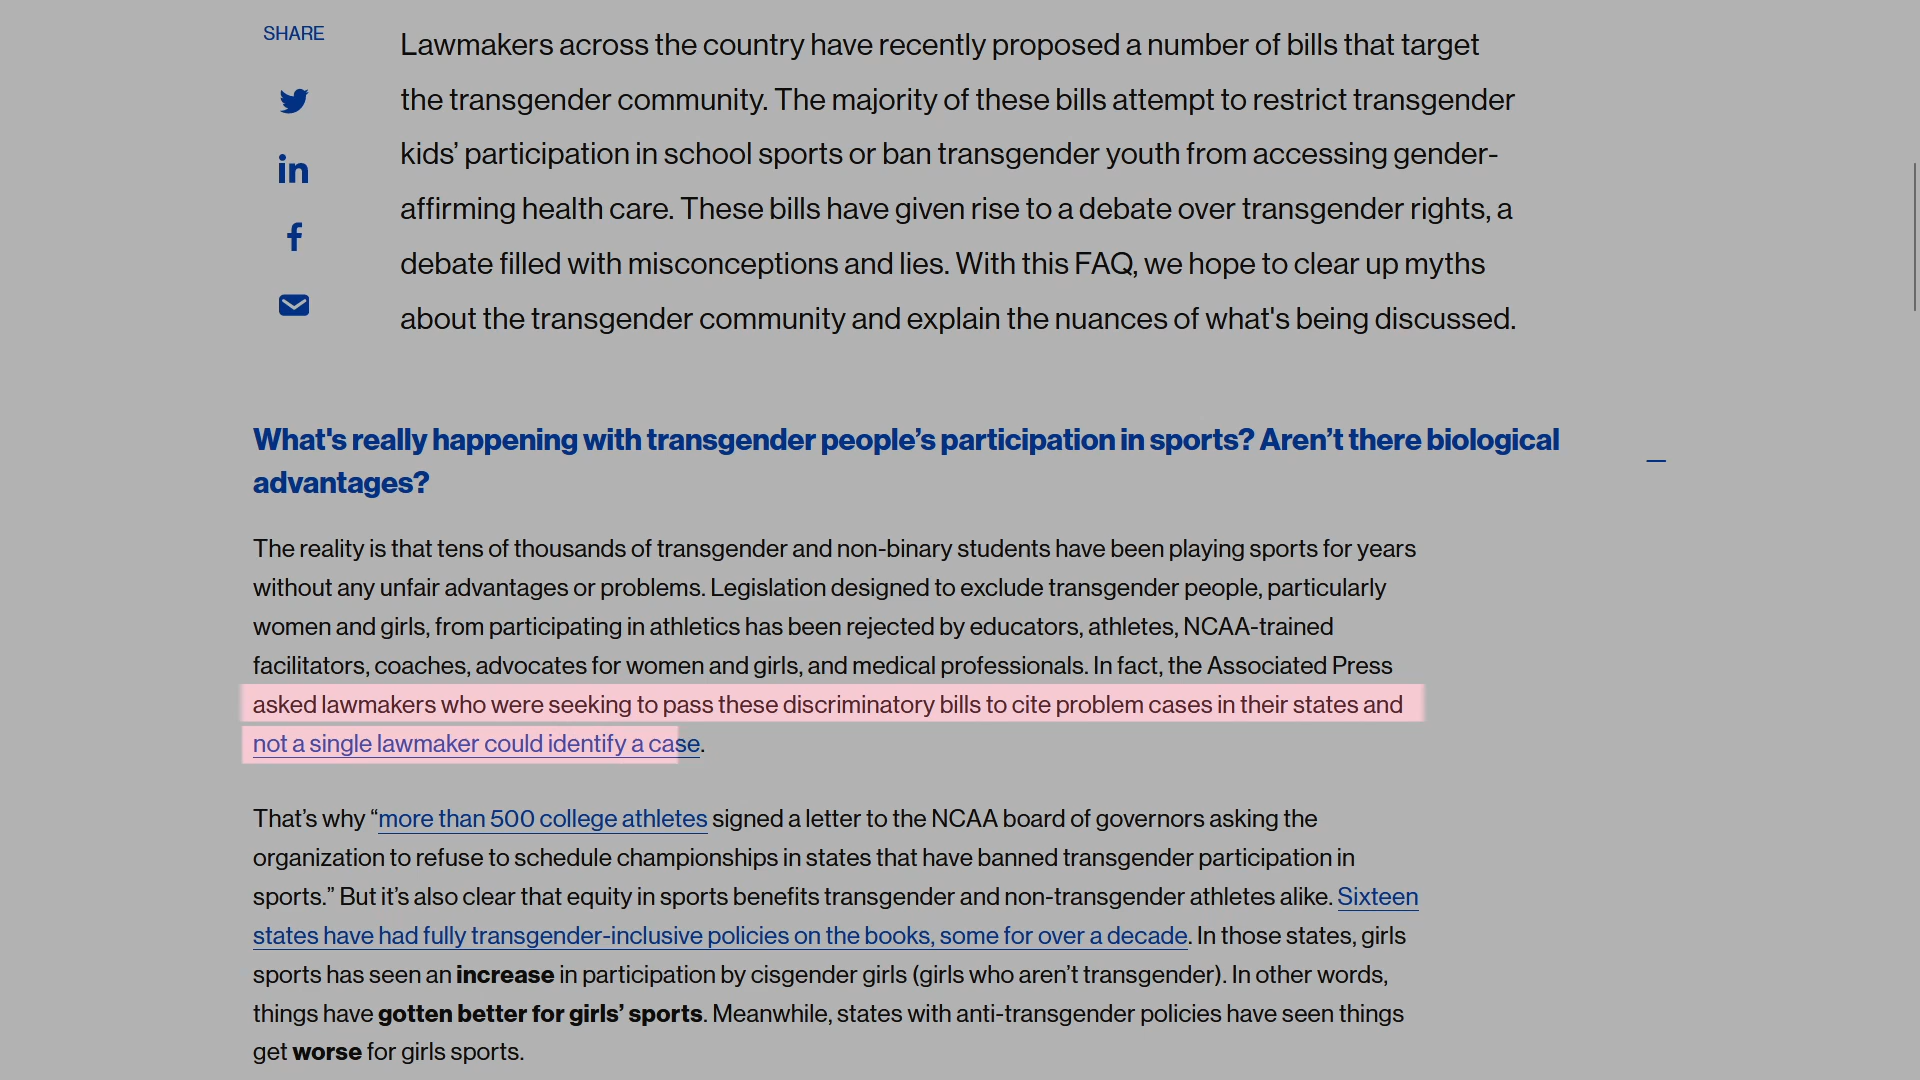 SHARE
Lawmakers across the country have recently proposed a number of bills that target
the transgender community. The majority of these bills attempt to restrict transgender
kids’ participation in school sports or ban transgender youth from accessing gender-
affirming health care. These bills have given rise to a debate over transgender rights, a
debate filled with misconceptions and lies. With this FAQ, we hope to clear up myths
about the transgender community and explain the nuances of what's being discussed.
What's really happening with transgender people’s participation in sports? Aren’t there biological
advantages?
The reality is that tens of thousands of transgender and non-binary students have been playing sports for years
without any unfair advantages or problems. Legislation designed to exclude transgender people, particularly
women and girls, from participating in athletics has been rejected by educators, athletes, NCAA-trained
facilitators, coaches, advocates for women and girls, and medical professionals. In fact, the Associated Press
asked lawmakers who were seeking to pass these discriminatory bills to cite problem cases in their states and
not a single lawmaker could identify a case.
That’s why “more than 500 college athletes signed a letter to the NCAA board of governors asking the
organization to refuse to schedule championships in states that have banned transgender participation in
sports.” But it’s also clear that equity in sports benefits transgender and non-transgender athletes alike. Sixteen
states have had fully transgender-inclusive policies on the books, some for over a decade. In those states, girls
sports has seen an increase in participation by cisgender girls (girls who aren’t transgender). In other words,
things have gotten better for girls’ sports. Meanwhile, states with anti-transgender policies have seen things
get worse for girls sports.